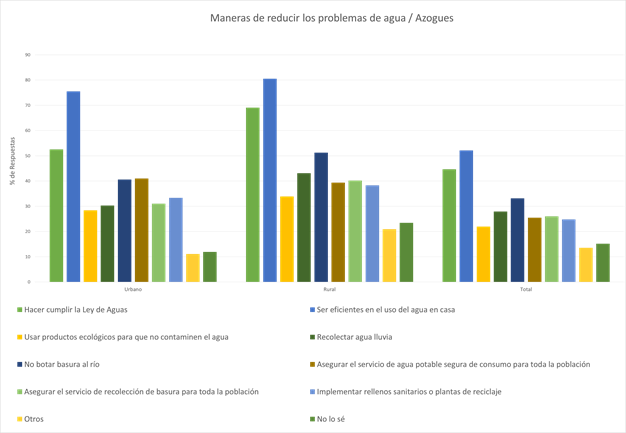 Maneras de reducir los problemas de agua / Azogues
% de Respuestas
90
80
70
60
50
40
30
20
10
0
Urbano
Rural
Total
Hacer cumplir la Ley de Aguas
Ser eficientes en el uso del agua en casa
Usar productos ecológicos para que no contaminen el agua
Recolectar agua lluvia
No botar basura al río
Asegurar el servicio de agua potable segura de consumo para toda la población
Asegurar el servicio de recolección de basura para toda la población
Implementar rellenos sanitarios o plantas de reciclaje
Otros
No lo sé